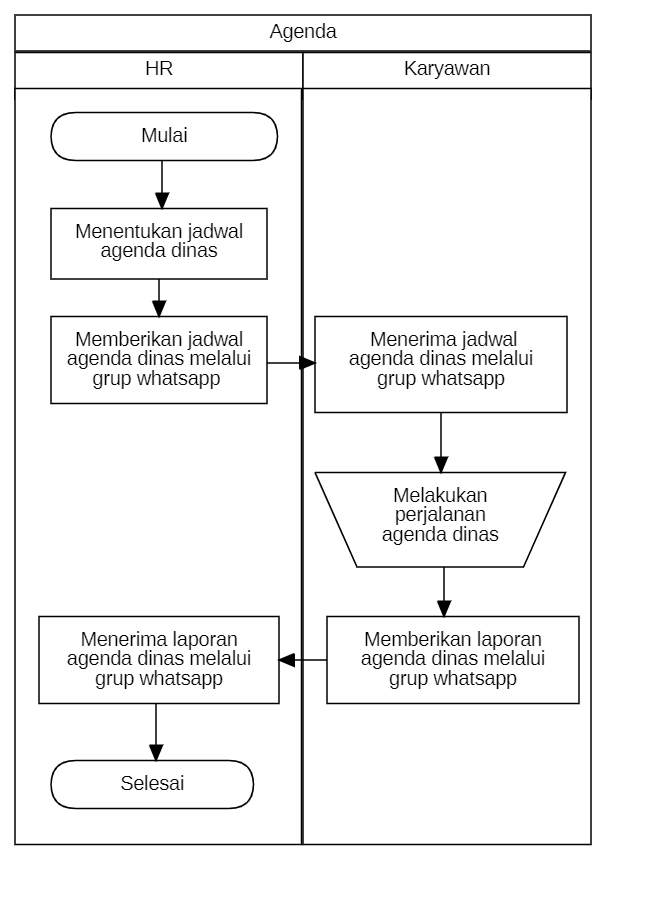 Agenda
HR
Karyawan
Mulai
Menentukan jadwal
agenda dinas
Memberikan jadwal
agenda dinas melalui
grup whatsapp
Menerima jadwal
agenda dinas melalui
grup whatsapp
Melakukan
perjalanan
agenda dinas
Memberikan laporan
agenda dinas melalui
grup whatsapp
Menerima laporan
agenda dinas melalui
grup whatsapp
Selesai